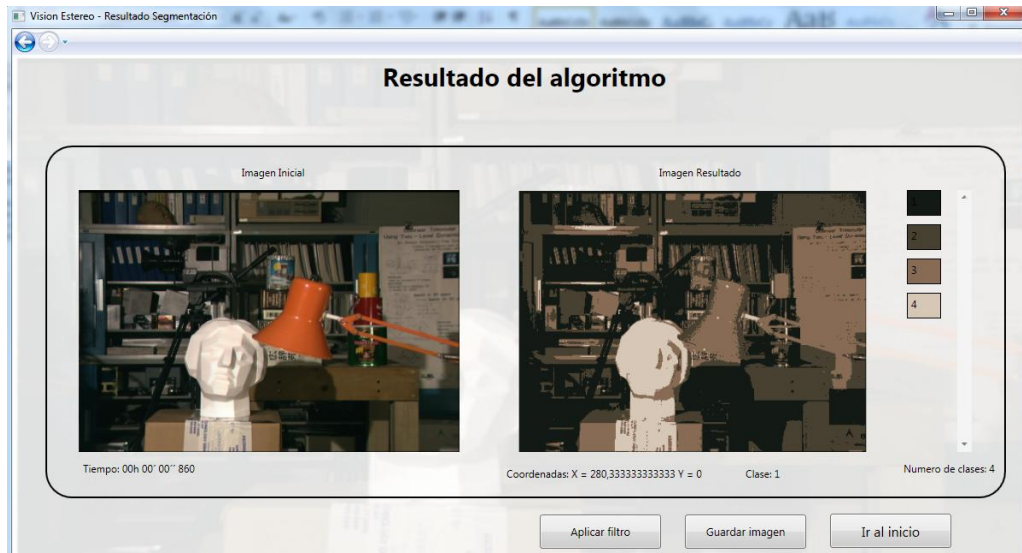 Vision Estereo - Resultado Segmentación
Resultado del algoritmo
Imagen Inicial
Imagen Resultado
1
2
3
4
Tiempo: 00h 00' 00'' 860
Coordenadas: X = 280,333333333333 Y = 0
Clase: 1
Numero de clases: 4
Aplicar filtro
Guardar imagen
Ir al inicio